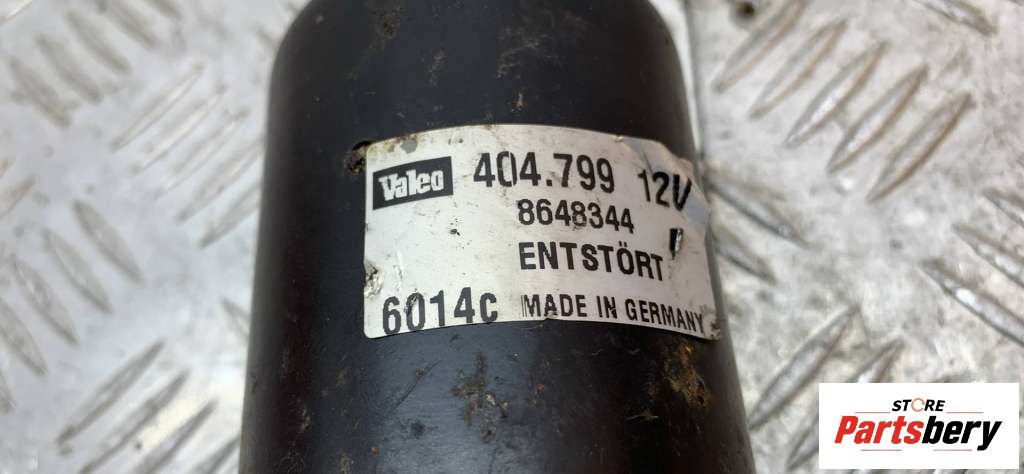 Valeo 404.799 12V
8648344
ENTSTÖRT
6014c MADE IN GERMANY
STORE
Partsbery